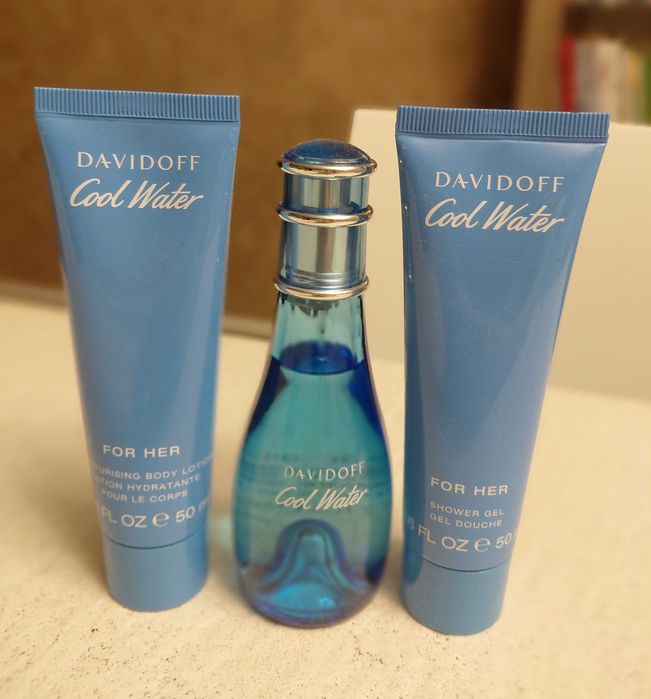 DAVIDOFF
Cool Water
FOR HER
LOTION HYDRATANTE
POUR LE CORPS
FL OZ e 50
DAVIDOFF
Cool Water
DAVIDOFF
Cool Water
FOR HER
SHOWER GEL
GEL DOUCHE
FL OZ e 50